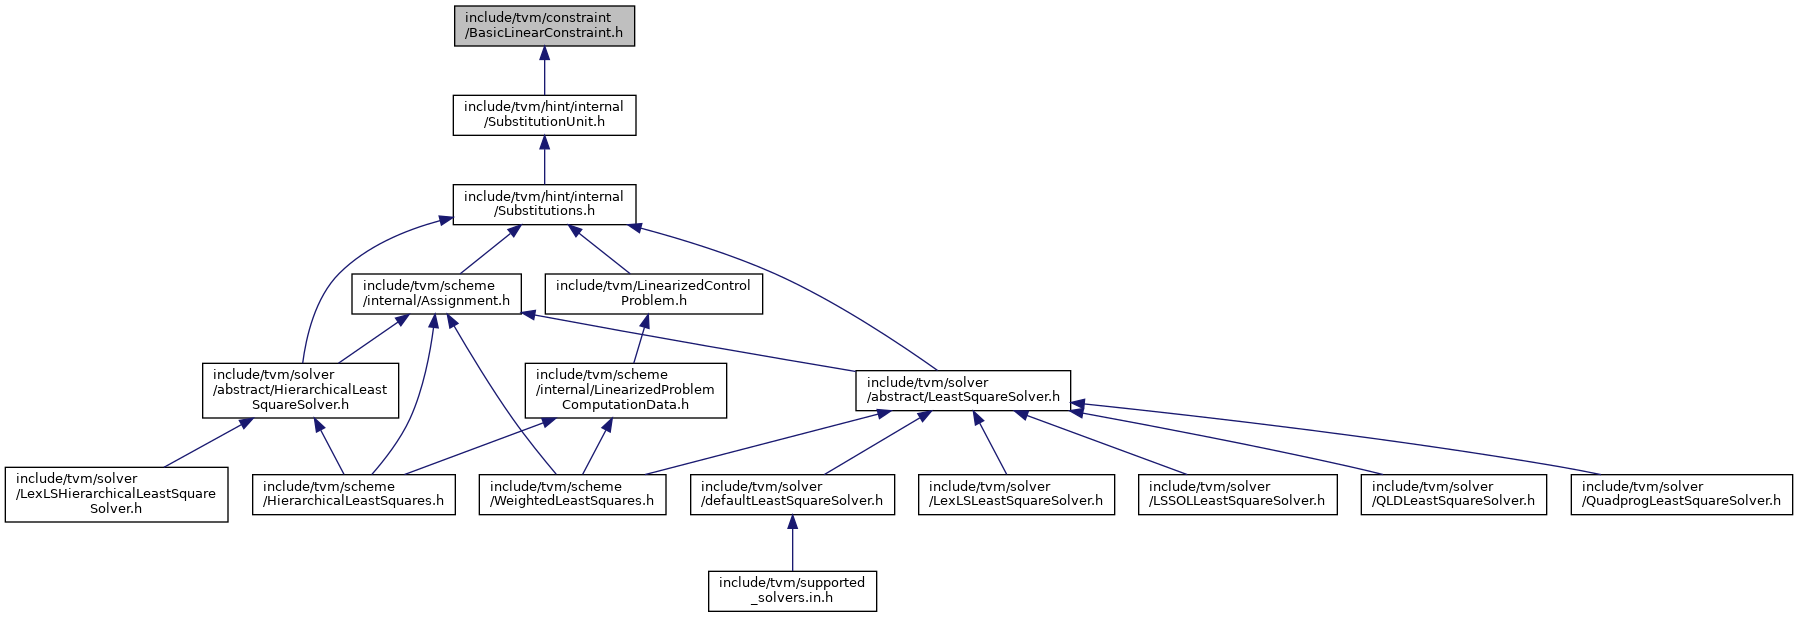 include/tvm/constraint
/BasicLinearConstraint.h
include/tvm/hint/internal
/SubstitutionUnit.h
include/tvm/hint/internal
/Substitutions.h
include/tvm/scheme
/internal/Assignment.h
include/tvm/LinearizedControl
Problem.h
include/tvm/solver
/abstract/HierarchicalLeast
SquareSolver.h
include/tvm/scheme
/internal/LinearizedProblem
ComputationData.h
include/tvm/solver
/abstract/LeastSquareSolver.h
include/tvm/solver
/LexLSHierarchicalLeastSquare
Solver.h
include/tvm/scheme
/HierarchicalLeastSquares.h
include/tvm/scheme
/WeightedLeastSquares.h
include/tvm/solver
/defaultLeastSquareSolver.h
include/tvm/solver
/LexLSLeastSquareSolver.h
include/tvm/solver
/LSSOLLeastSquareSolver.h
include/tvm/solver
/QLDLeastSquareSolver.h
include/tvm/solver
/QuadprogLeastSquareSolver.h
include/tvm/supported
_solvers.in.h